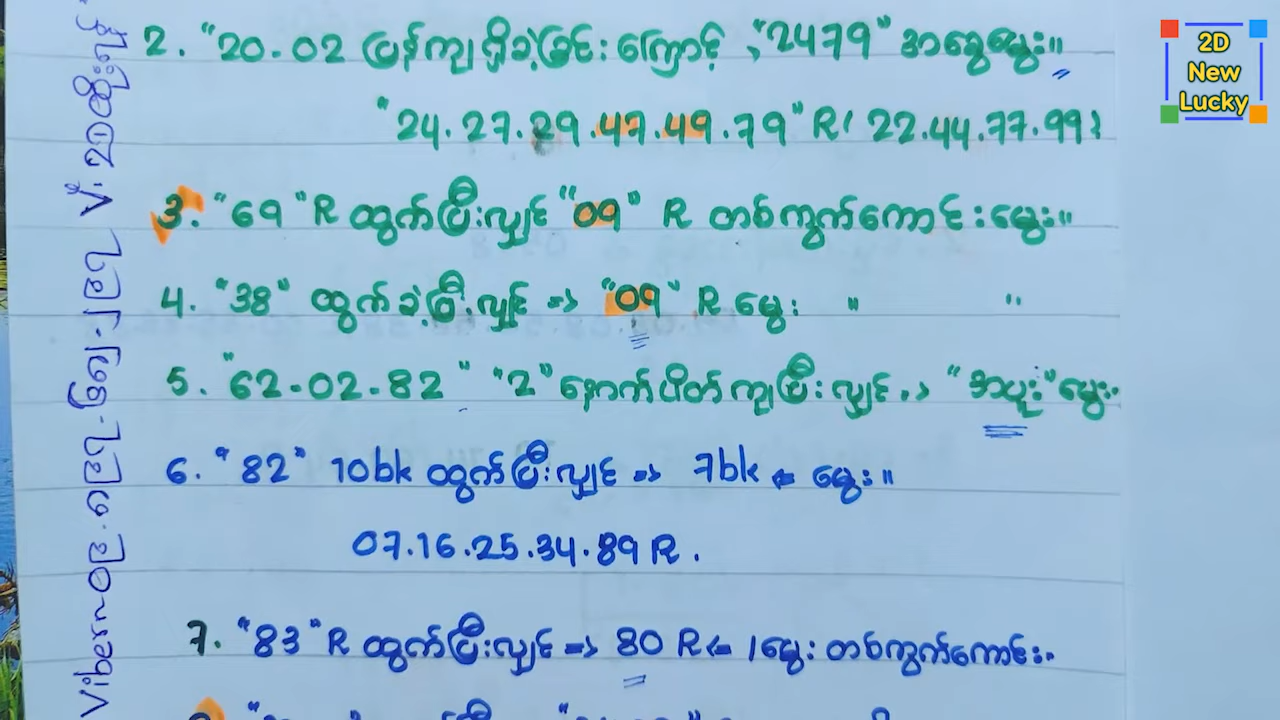 2. "20.02 ပြန်ကျရှိခဲ့ခြင်းကြောင့်, "2479" အခွေမွေး။
"24.27.29.47.49.79" R( 22.44.77.99)
3. "69" R ထွက်ပြီးလျှင် "09" R တစ်ကွက်ကောင်းမွေး။
4. "38" ထွက်ခဲ့ပြီးလျှင် => "09" R မွေး " "
5. "62-02-82" "2" နောက်ပိတ်ကျပြီးလျှင် => "အပူး" မွေး။
6. "82" 10bk ထွက်ပြီးလျှင် => 7bk <= မွေး။
07.16.25.34.89 R.
7. "83" R ထွက်ပြီးလျှင် => 80 R <= / မွေး တစ်ကွက်ကောင်း။
Viber
2D
New
Lucky